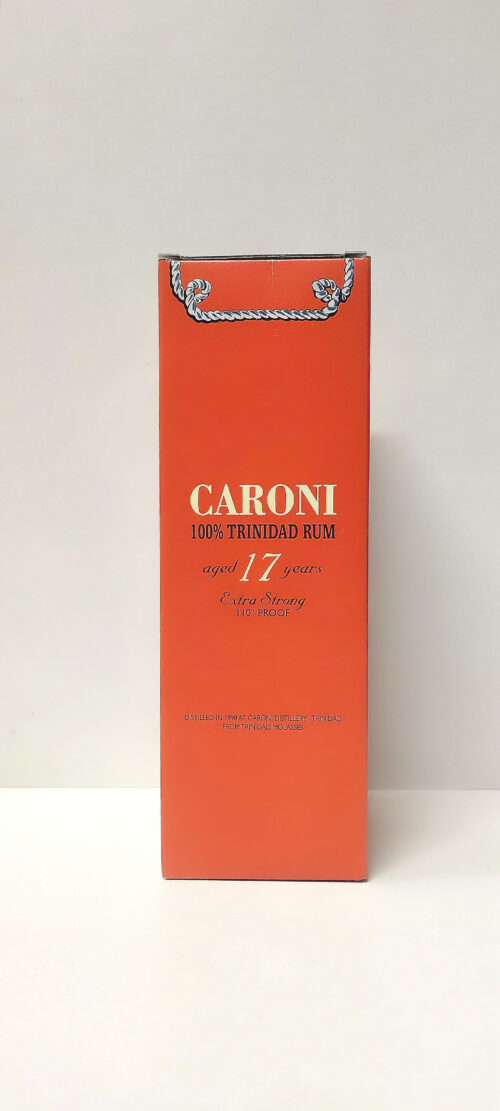 CARONI
100% TRINIDAD RUM
aged 17 years
Extra Strong
110° PROOF
DISTILLED IN 1998 AT CARONI DISTILLERY - TRINIDAD
FROM TRINIDAD MOLASSES